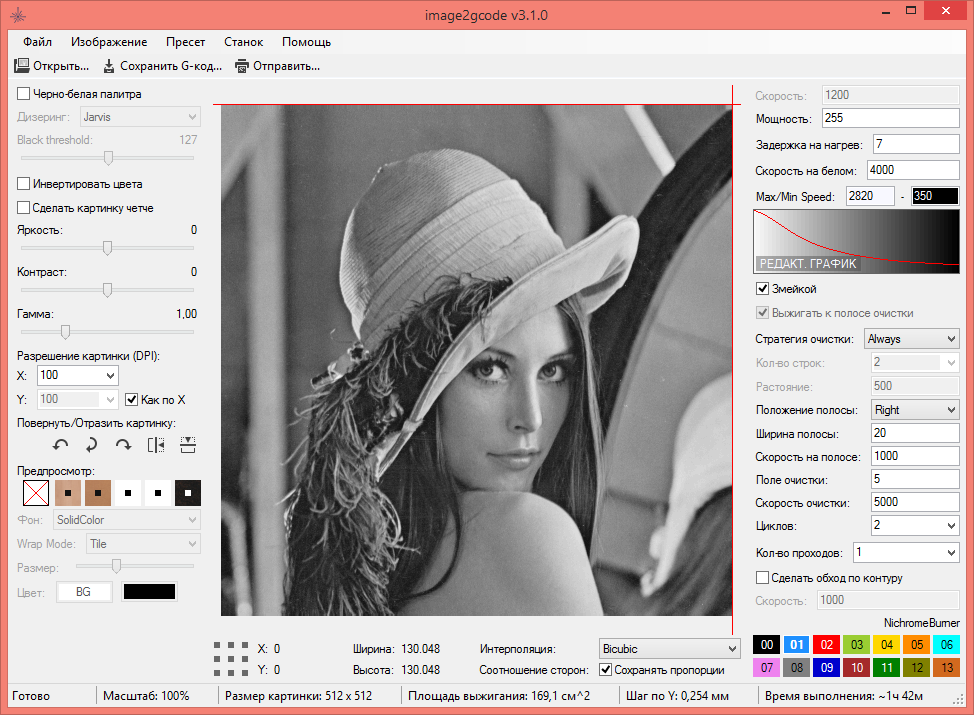 image2gcode v3.1.0
Файл Изображение Пресет Станок Помощь
Открыть... Сохранить G-код... Отправить...
Черно-белая палитра
Дизеринг: Jarvis
Black threshold: 127
Инвертировать цвета
Сделать картинку четче
Яркость: 0
Контраст: 0
Гамма: 1,00
Разрешение картинки (DPI):
X: 100
Y: 100 Как по X
Повернуть/Отразить картинку:
Предпросмотр:
Фон: SolidColor
Wrap Mode: Tile
Размер:
Цвет: BG
Скорость: 1200
Мощность: 255
Задержка на нагрев: 7
Скорость на белом: 4000
Max/Min Speed: 2820 - 350
РЕДАКТ. ГРАФИК
Змейкой
Выжигать к полосе очистки
Стратегия очистки: Always
Кол-во строк: 2
Растояние: 500
Положение полосы: Right
Ширина полосы: 20
Скорость на полосе: 1000
Поле очистки: 5
Скорость очистки: 5000
Циклов: 2
Кол-во проходов: 1
Сделать обход по контуру
Скорость: 1000
NichromeBurner
00 01 02 03 04 05 06
07 08 09 10 11 12 13
X: 0 Ширина: 130.048 Интерполяция: Bicubic
Y: 0 Высота: 130.048 Соотношение сторон: Сохранять пропорции
Готово Масштаб: 100% Размер картинки: 512 x 512 Площадь выжигания: 169,1 см^2 Шаг по Y: 0,254 мм Время выполнения: ~1ч 42м